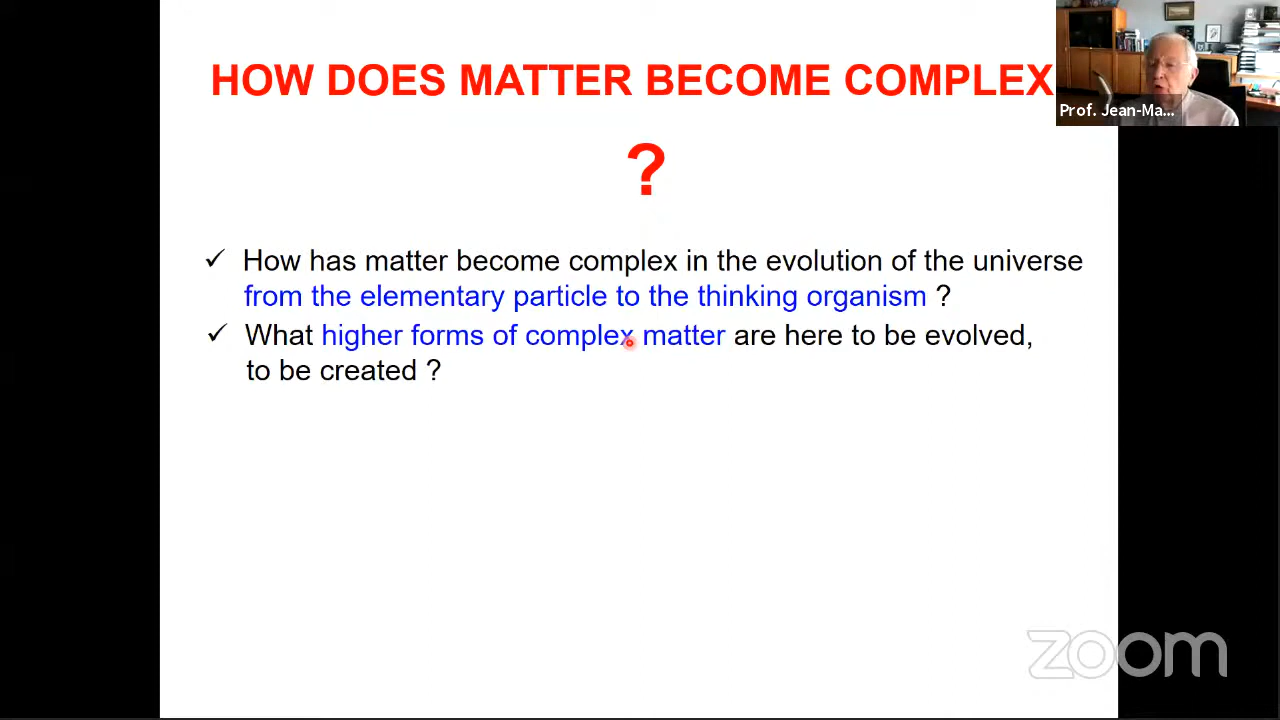 HOW DOES MATTER BECOME COMPLEX
?
Prof. Jean-Ma...
✓ How has matter become complex in the evolution of the universe
from the elementary particle to the thinking organism ?
✓ What higher forms of complex matter are here to be evolved,
to be created ?
zoom